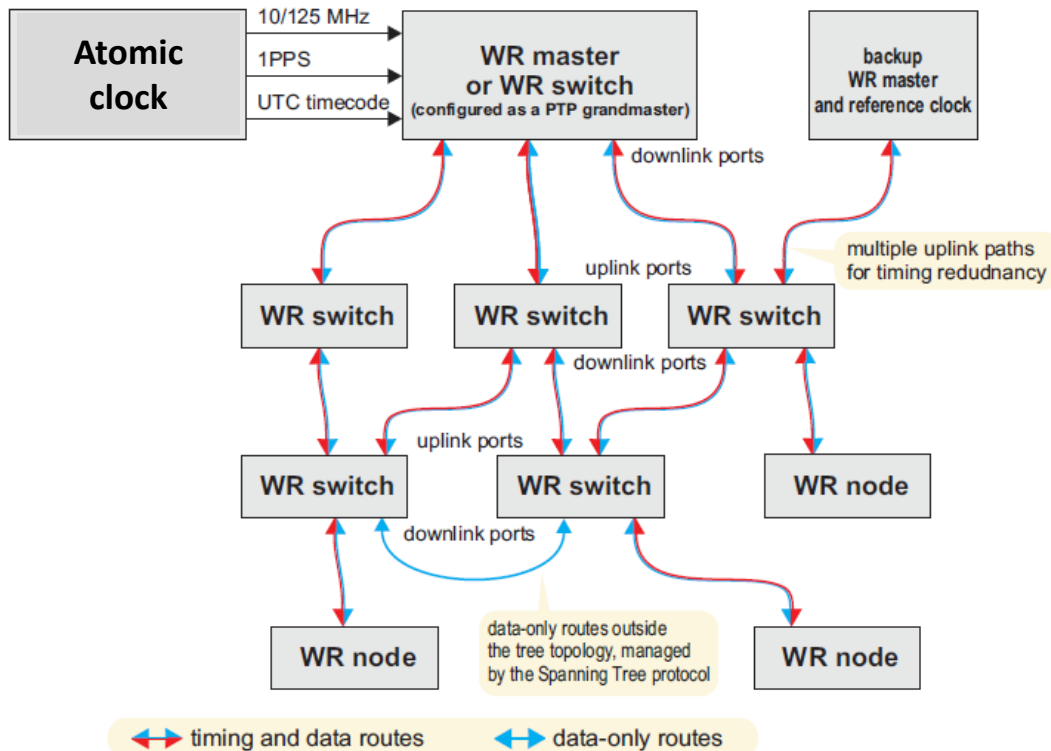 Atomic
clock
10/125 MHz
1PPS
UTC timecode
WR master
or WR switch
(configured as a PTP grandmaster)
backup
WR master
and reference clock
downlink ports
multiple uplink paths
for timing redudnancy
uplink ports
WR switch
WR switch
WR switch
downlink ports
uplink ports
WR switch
WR switch
WR node
downlink ports
data-only routes outside
the tree topology, managed
by the Spanning Tree protocol
WR node
WR node
timing and data routes
data-only routes